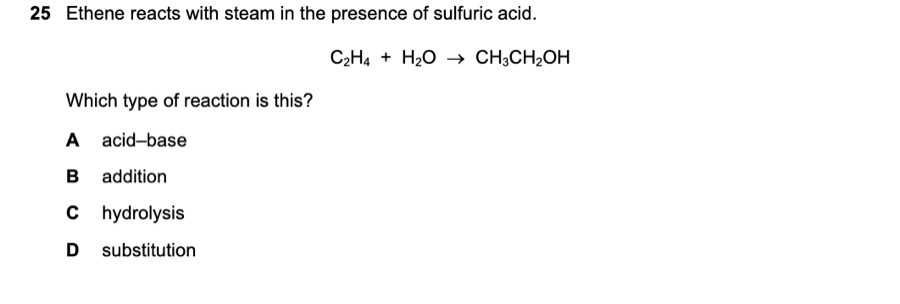 25 Ethene reacts with steam in the presence of sulfuric acid.
C₂H₄ + H₂O → CH₃CH₂OH
Which type of reaction is this?
A acid–base
B addition
C hydrolysis
D substitution